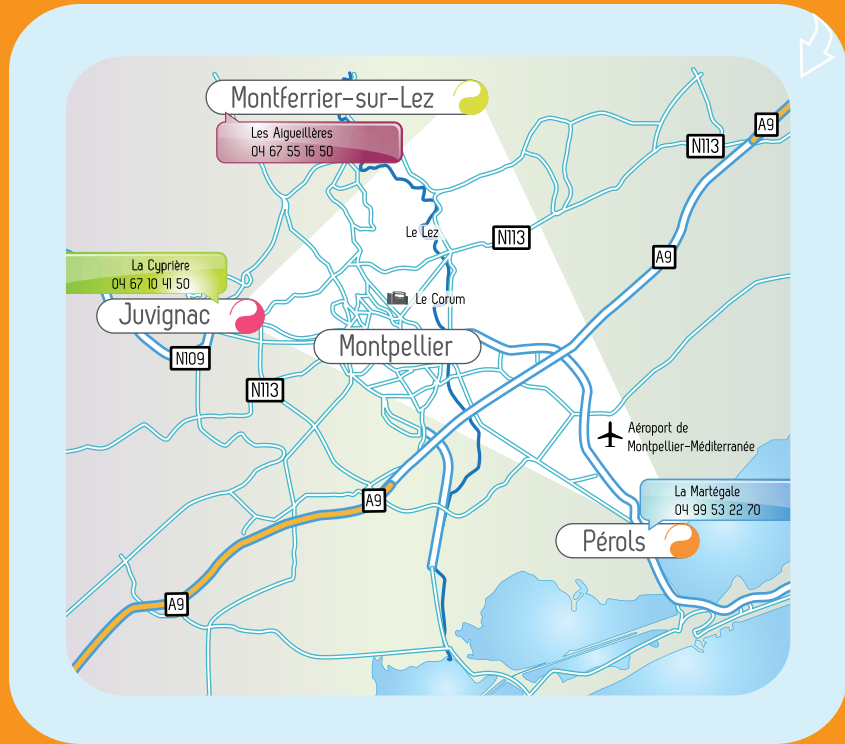 Montferrier-sur-Lez
Les Aigueillères
04 67 55 16 50
A9
N113
Le Lez
N113
A9
La Cyprière
04 67 10 41 50
Le Corum
Juvignac
Montpellier
N109
N113
Aéroport de
Montpellier-Méditerranée
A9
La Martégale
04 99 53 22 70
Pérols
A9